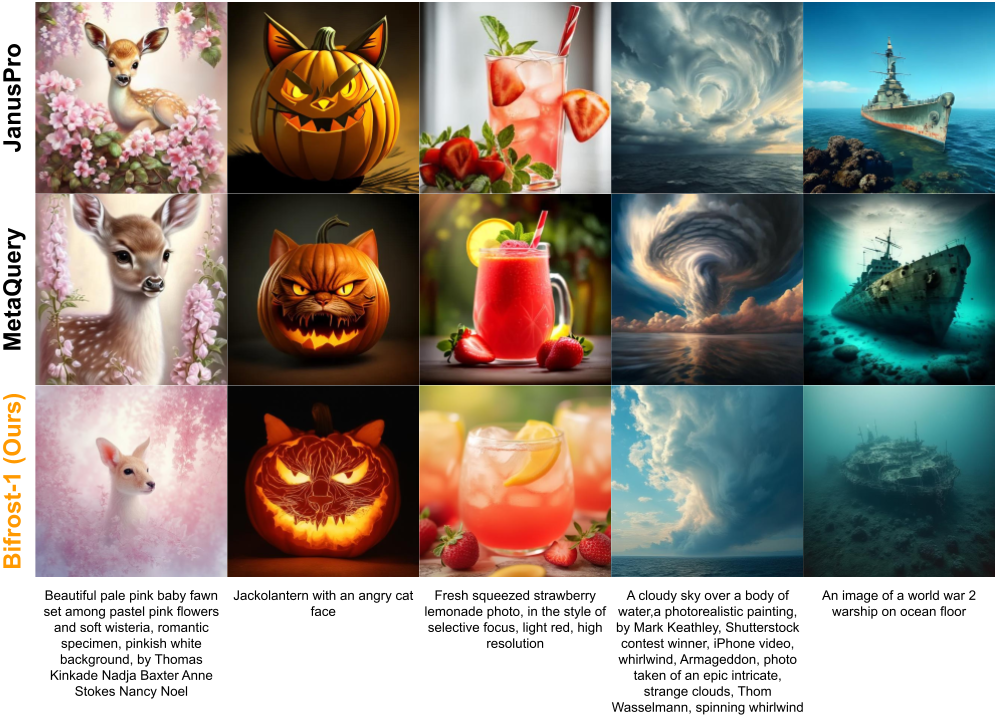 JanusPro
MetaQuery
Bifrost-1 (Ours)
Beautiful pale pink baby fawn
set among pastel pink flowers
and soft wisteria, romantic
specimen, pinkish white
background, by Thomas
Kinkade Nadja Baxter Anne
Stokes Nancy Noel
Jackolantern with an angry cat
face
Fresh squeezed strawberry
lemonade photo, in the style of
selective focus, light red, high
resolution
A cloudy sky over a body of
water,a photorealistic painting,
by Mark Keathley, Shutterstock
contest winner, iPhone video,
whirlwind, Armageddon, photo
taken of an epic intricate,
strange clouds, Thom
Wasselmann, spinning whirlwind
An image of a world war 2
warship on ocean floor